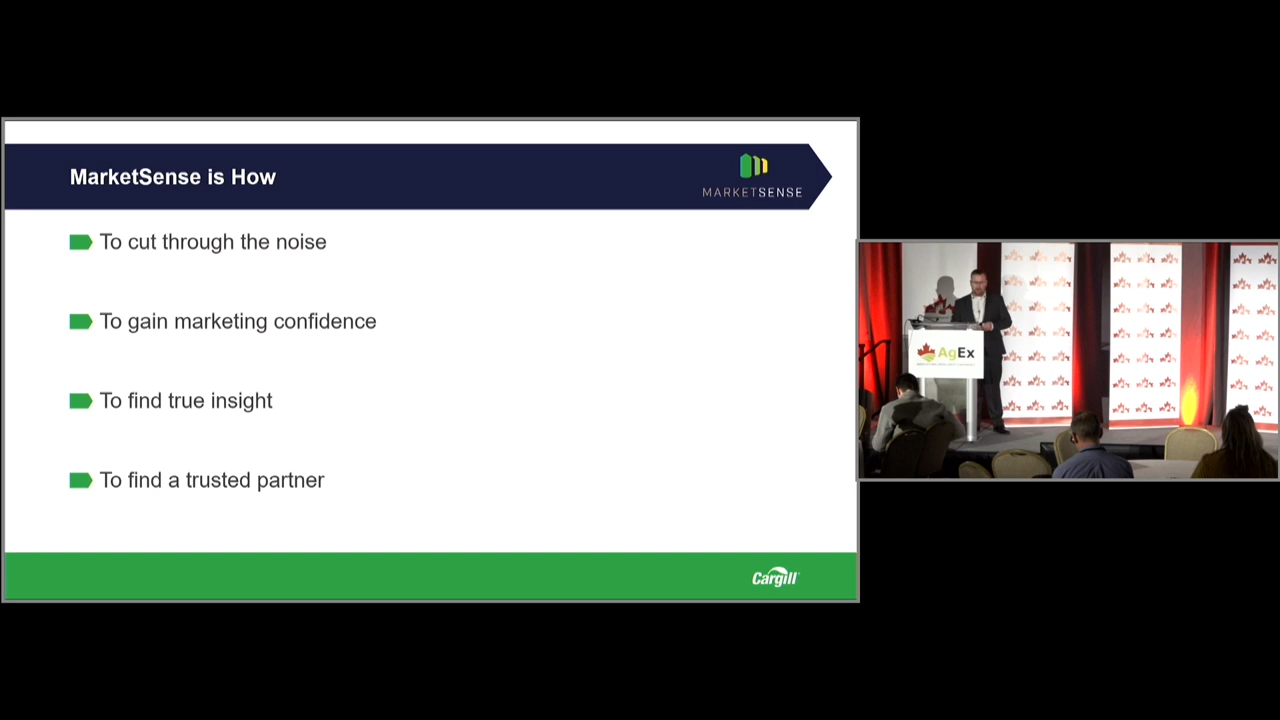 MarketSense is How
MARKETSENSE
To cut through the noise
To gain marketing confidence
To find true insight
To find a trusted partner
Cargill
AgEx